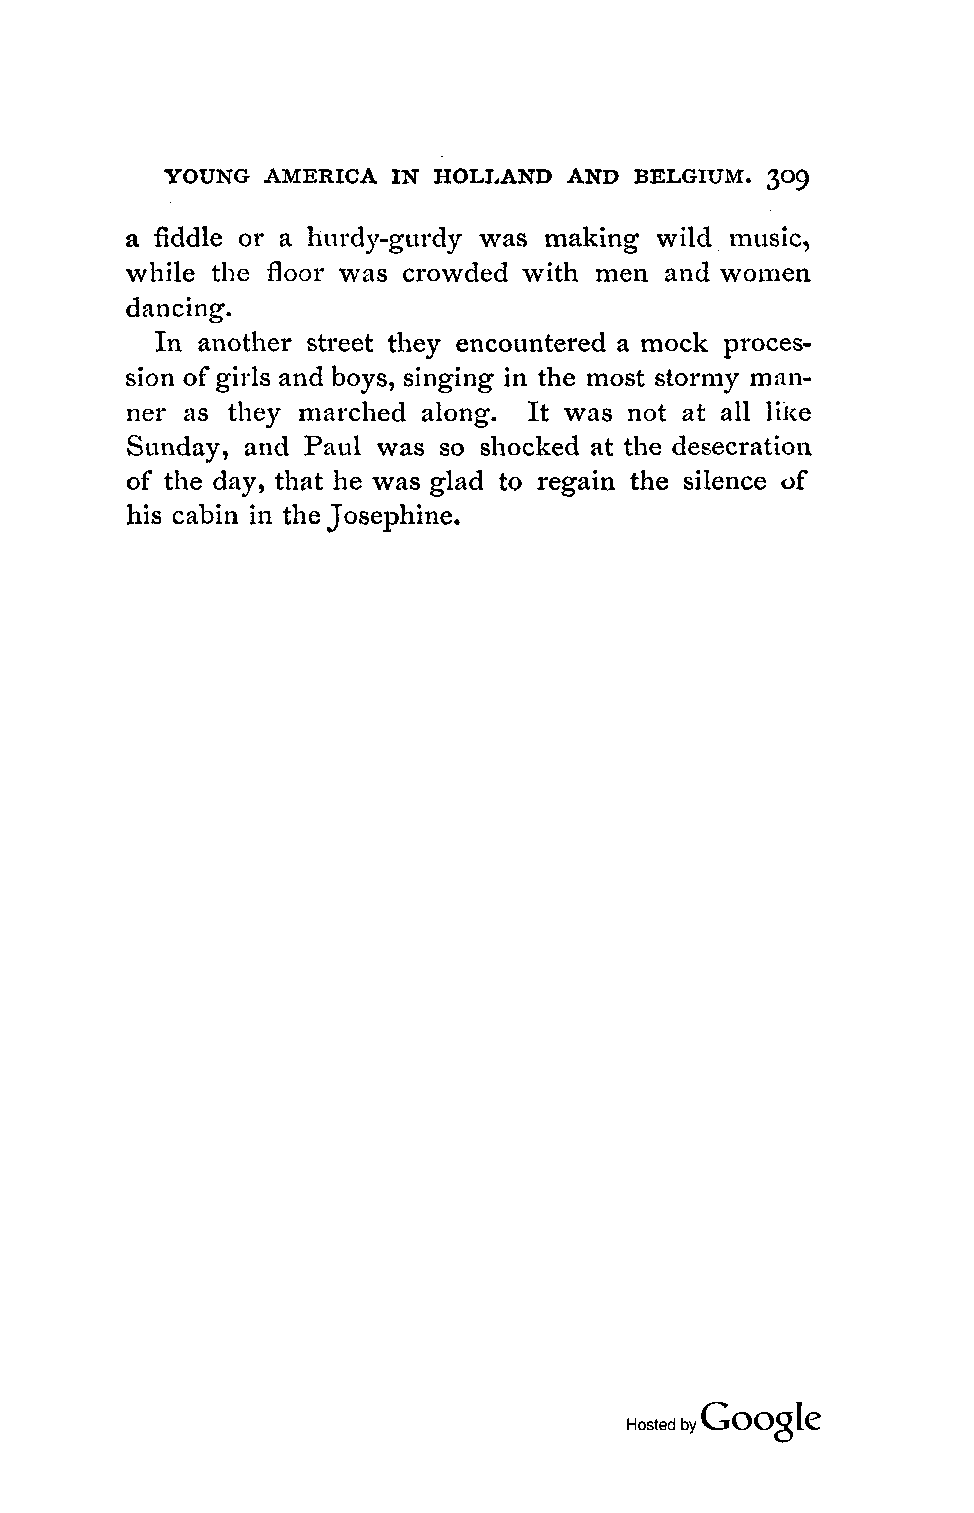 YOUNG AMERICA IN HOLLAND AND BELGIUM. 309
a fiddle or a hurdy-gurdy was making wild music,
while the floor was crowded with men and women
dancing.
In another street they encountered a mock proces-
sion of girls and boys, singing in the most stormy man-
ner as they marched along. It was not at all like
Sunday, and Paul was so shocked at the desecration
of the day, that he was glad to regain the silence of
his cabin in the Josephine.
Hosted by Google